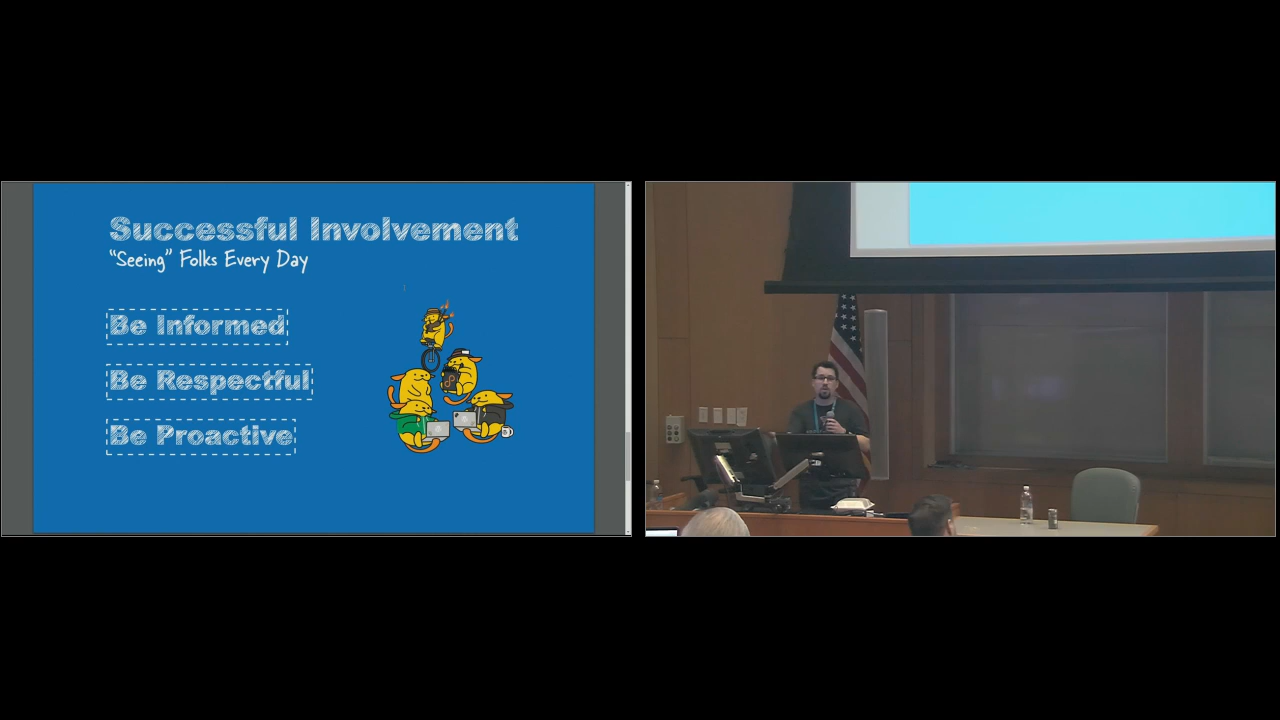 Successful Involvement
"Seeing" Folks Every Day
Be Informed
Be Respectful
Be Proactive